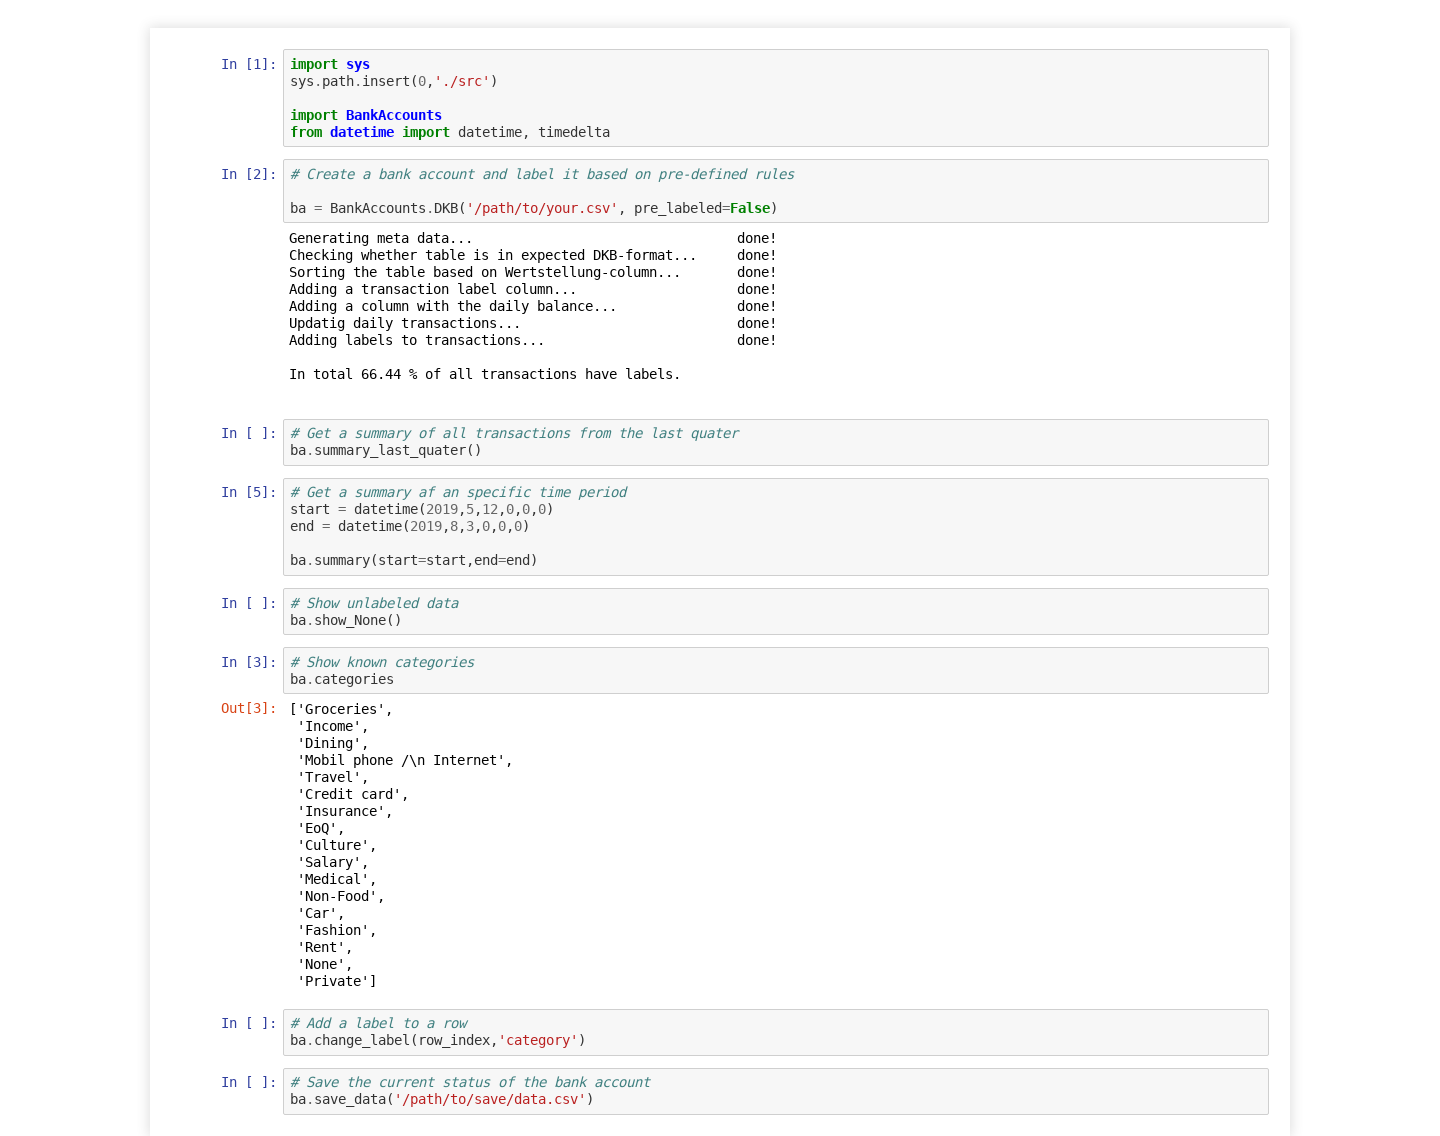 In [1]: import sys
sys.path.insert(0,'./src')
import BankAccounts
from datetime import datetime, timedelta
In [2]: # Create a bank account and label it based on pre-defined rules
ba = BankAccounts.DKB('/path/to/your.csv', pre_labeled=False)
Generating meta data... done!
Checking whether table is in expected DKB-format... done!
Sorting the table based on Wertstellung-column... done!
Adding a transaction label column... done!
Adding a column with the daily balance... done!
Updatig daily transactions... done!
Adding labels to transactions... done!
In total 66.44 % of all transactions have labels.
In [ ]: # Get a summary of all transactions from the last quater
ba.summary_last_quater()
In [5]: # Get a summary af an specific time period
start = datetime(2019,5,12,0,0,0)
end = datetime(2019,8,3,0,0,0)
ba.summary(start=start,end=end)
In [ ]: # Show unlabeled data
ba.show_None()
In [3]: # Show known categories
ba.categories
Out[3]: ['Groceries',
'Income',
'Dining',
'Mobil phone /\n Internet',
'Travel',
'Credit card',
'Insurance',
'EoQ',
'Culture',
'Salary',
'Medical',
'Non-Food',
'Car',
'Fashion',
'Rent',
'None',
'Private']
In [ ]: # Add a label to a row
ba.change_label(row_index,'category')
In [ ]: # Save the current status of the bank account
ba.save_data('/path/to/save/data.csv')